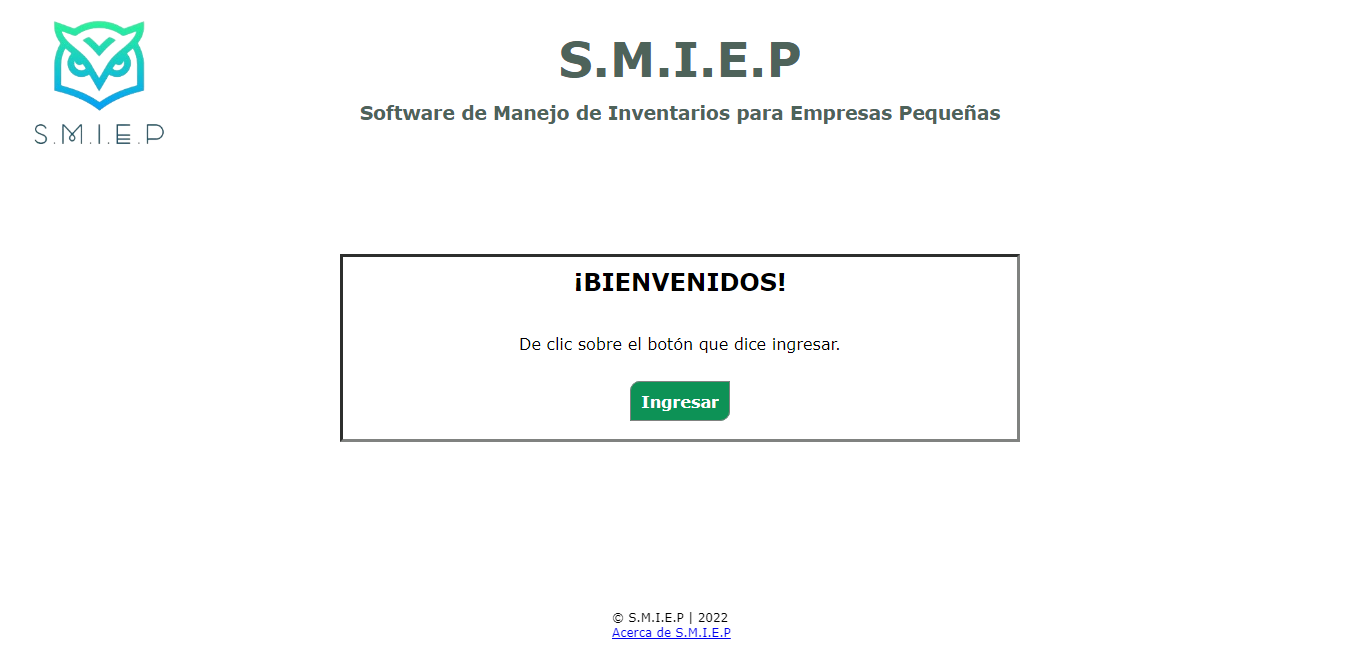 S.M.I.E.P
S.M.I.E.P
Software de Manejo de Inventarios para Empresas Pequeñas
¡BIENVENIDOS!
De clic sobre el botón que dice ingresar.
Ingresar
© S.M.I.E.P | 2022
Acerca de S.M.I.E.P